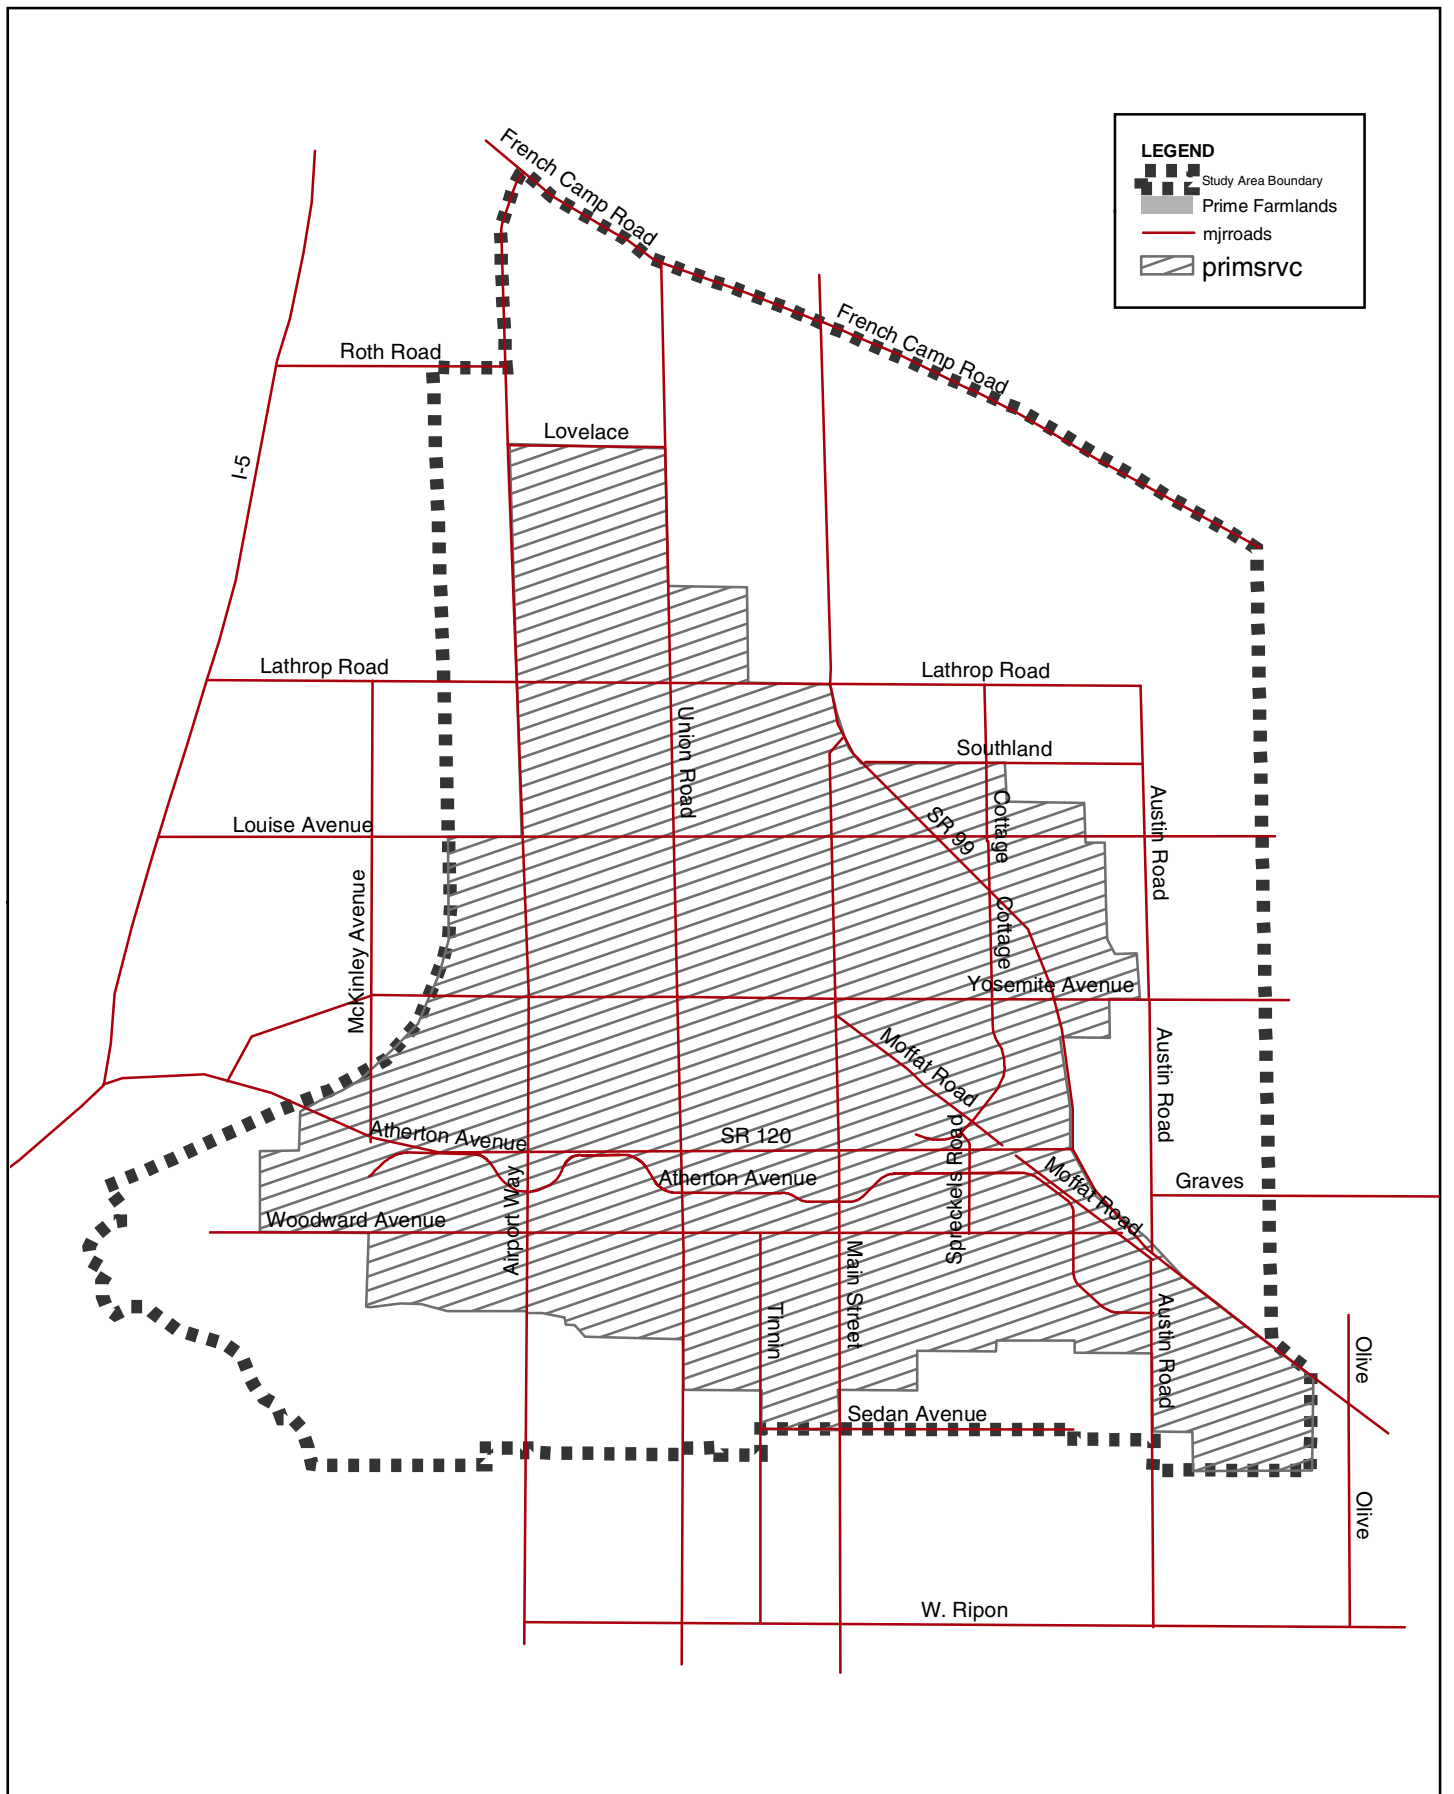 French Camp Road
LEGEND
Study Area Boundary
Prime Farmlands
mjrroads
primsrvc
French Camp Road
Roth Road
Lovelace
I-5
Lathrop Road
Lathrop Road
Union Road
Southland
Cottage
SR 99
Austin Road
Louise Avenue
McKinley Avenue
Cottage
Yosemite Avenue
Moffat Road
Austin Road
Atherton Avenue
SR 120
Spreckels Road
Atherton Avenue
Moffat Road
Graves
Airport Way
Woodward Avenue
Main Street
Tinnin
Austin Road
Olive
Sedan Avenue
Olive
W. Ripon